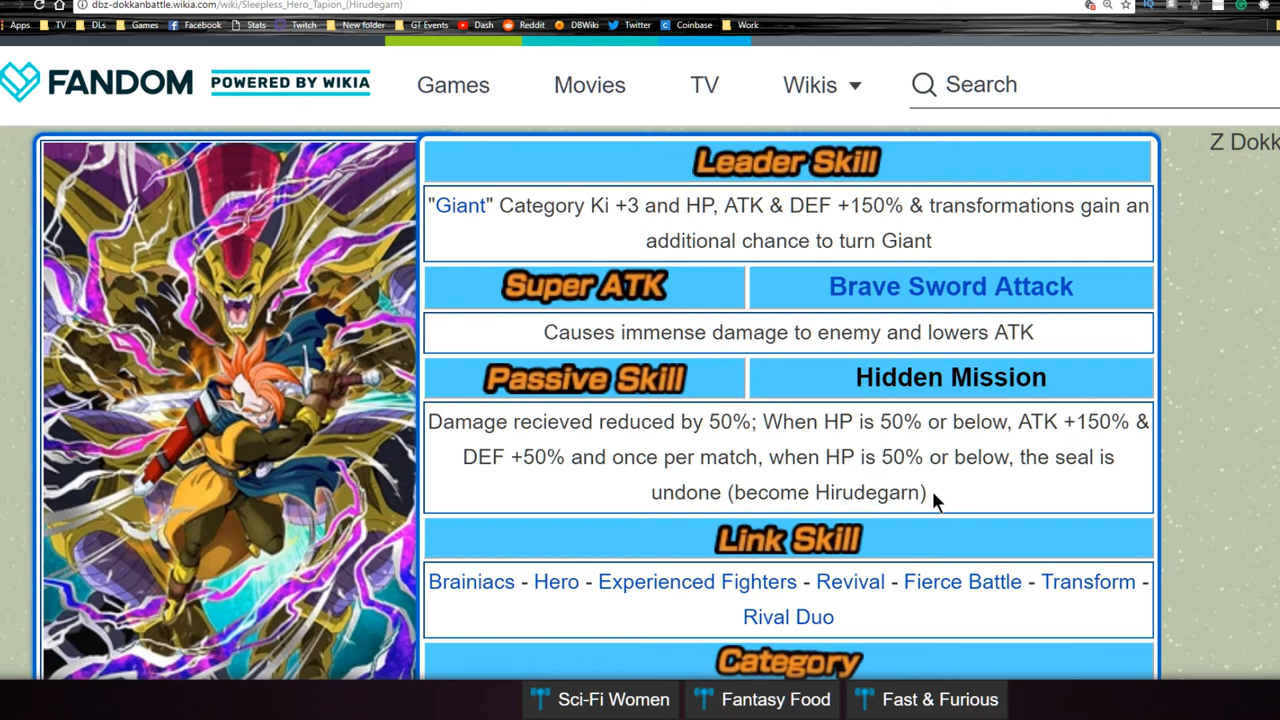 dbz-dokkanbattle.wikia.com/wiki/Sleepless_Hero_Tapion_(Hirudegarn)
Apps TV DLs Games Facebook Stats Twitch New folder GT Events Dash Reddit DBWiki Twitter Coinbase Work
FANDOM POWERED BY WIKIA Games Movies TV Wikis Search
Z Dokk
Leader Skill
"Giant" Category Ki +3 and HP, ATK & DEF +150% & transformations gain an
additional chance to turn Giant
Super ATK Brave Sword Attack
Causes immense damage to enemy and lowers ATK
Passive Skill Hidden Mission
Damage recieved reduced by 50%; When HP is 50% or below, ATK +150% &
DEF +50% and once per match, when HP is 50% or below, the seal is
undone (become Hirudegarn)
Link Skill
Brainiacs - Hero - Experienced Fighters - Revival - Fierce Battle - Transform -
Rival Duo
Category
Sci-Fi Women Fantasy Food Fast & Furious